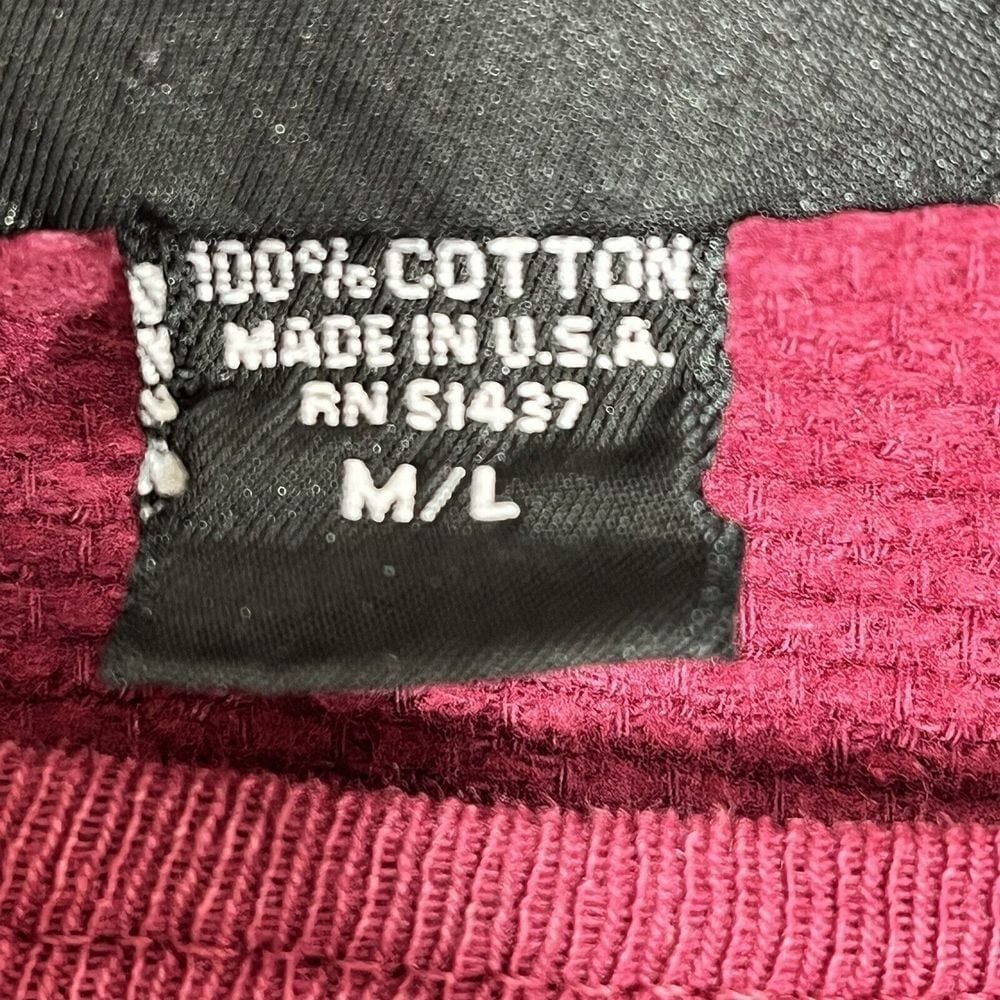 100% COTTON
MADE IN U.S.A.
RN 51437
M/L